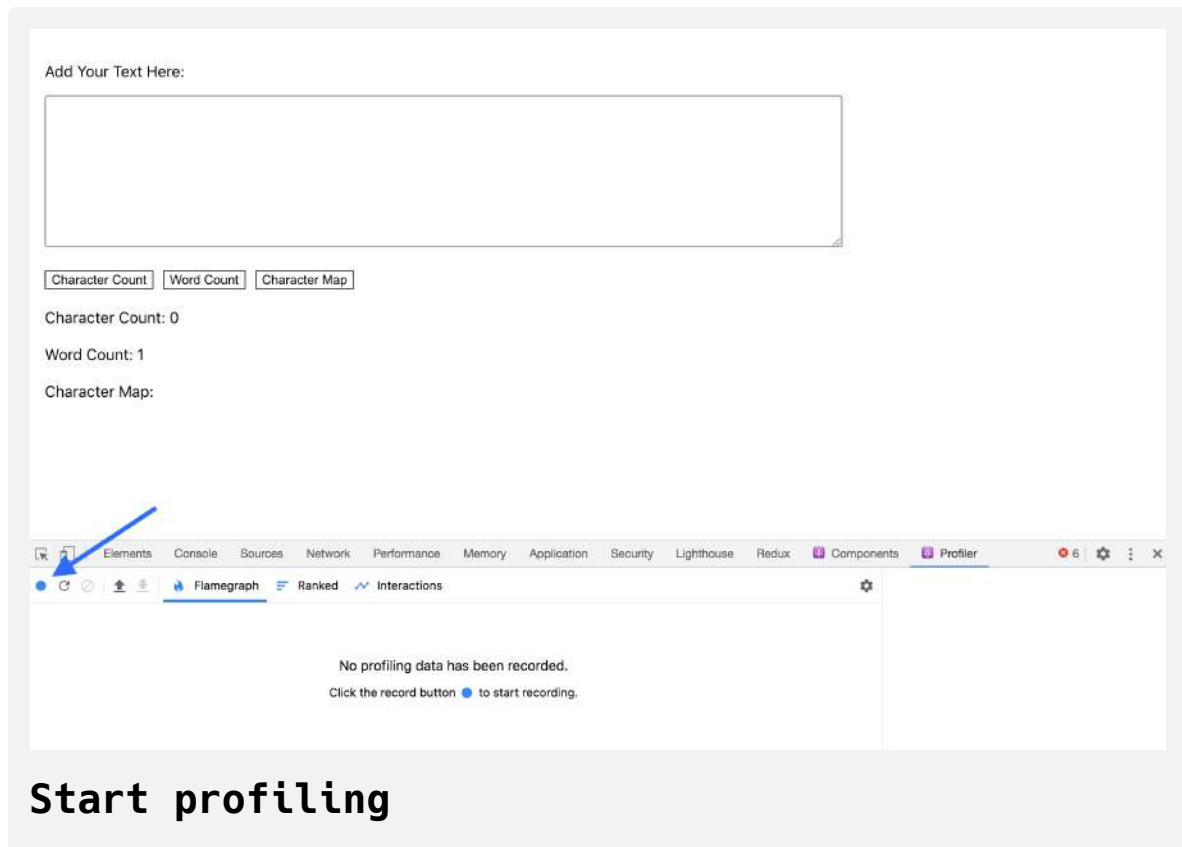 Add Your Text Here:
Character Count Word Count Character Map
Character Count: 0
Word Count: 1
Character Map:
Elements Console Sources Network Performance Memory Application Security Lighthouse Redux Components Profiler 6
Flamegraph Ranked Interactions
No profiling data has been recorded.
Click the record button to start recording.
Start profiling